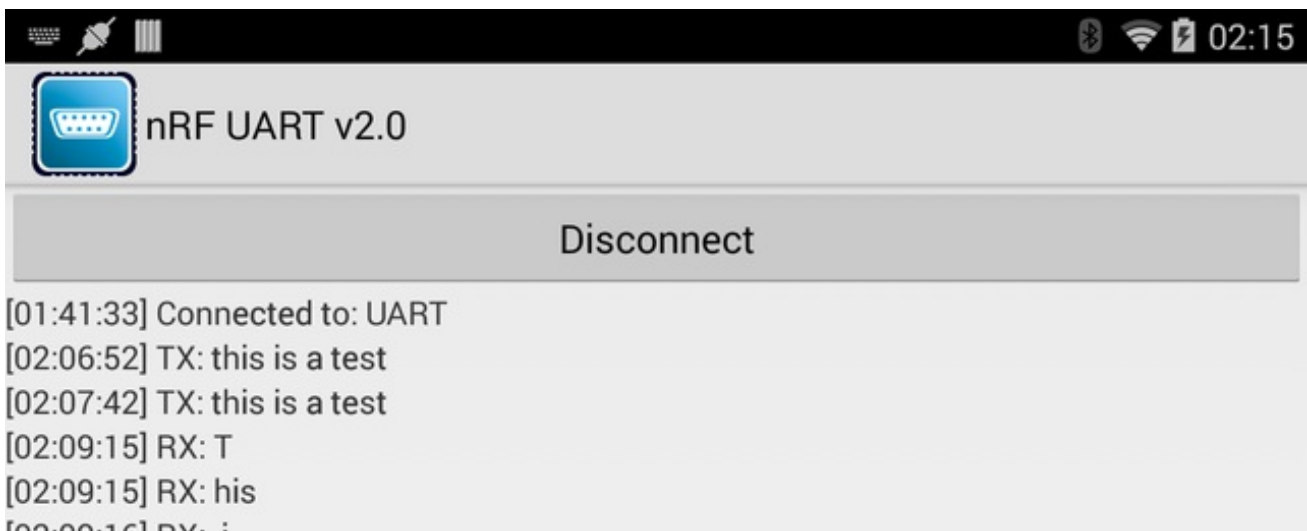 02:15
nRF UART v2.0
Disconnect
[01:41:33] Connected to: UART
[02:06:52] TX: this is a test
[02:07:42] TX: this is a test
[02:09:15] RX: T
[02:09:15] RX: his